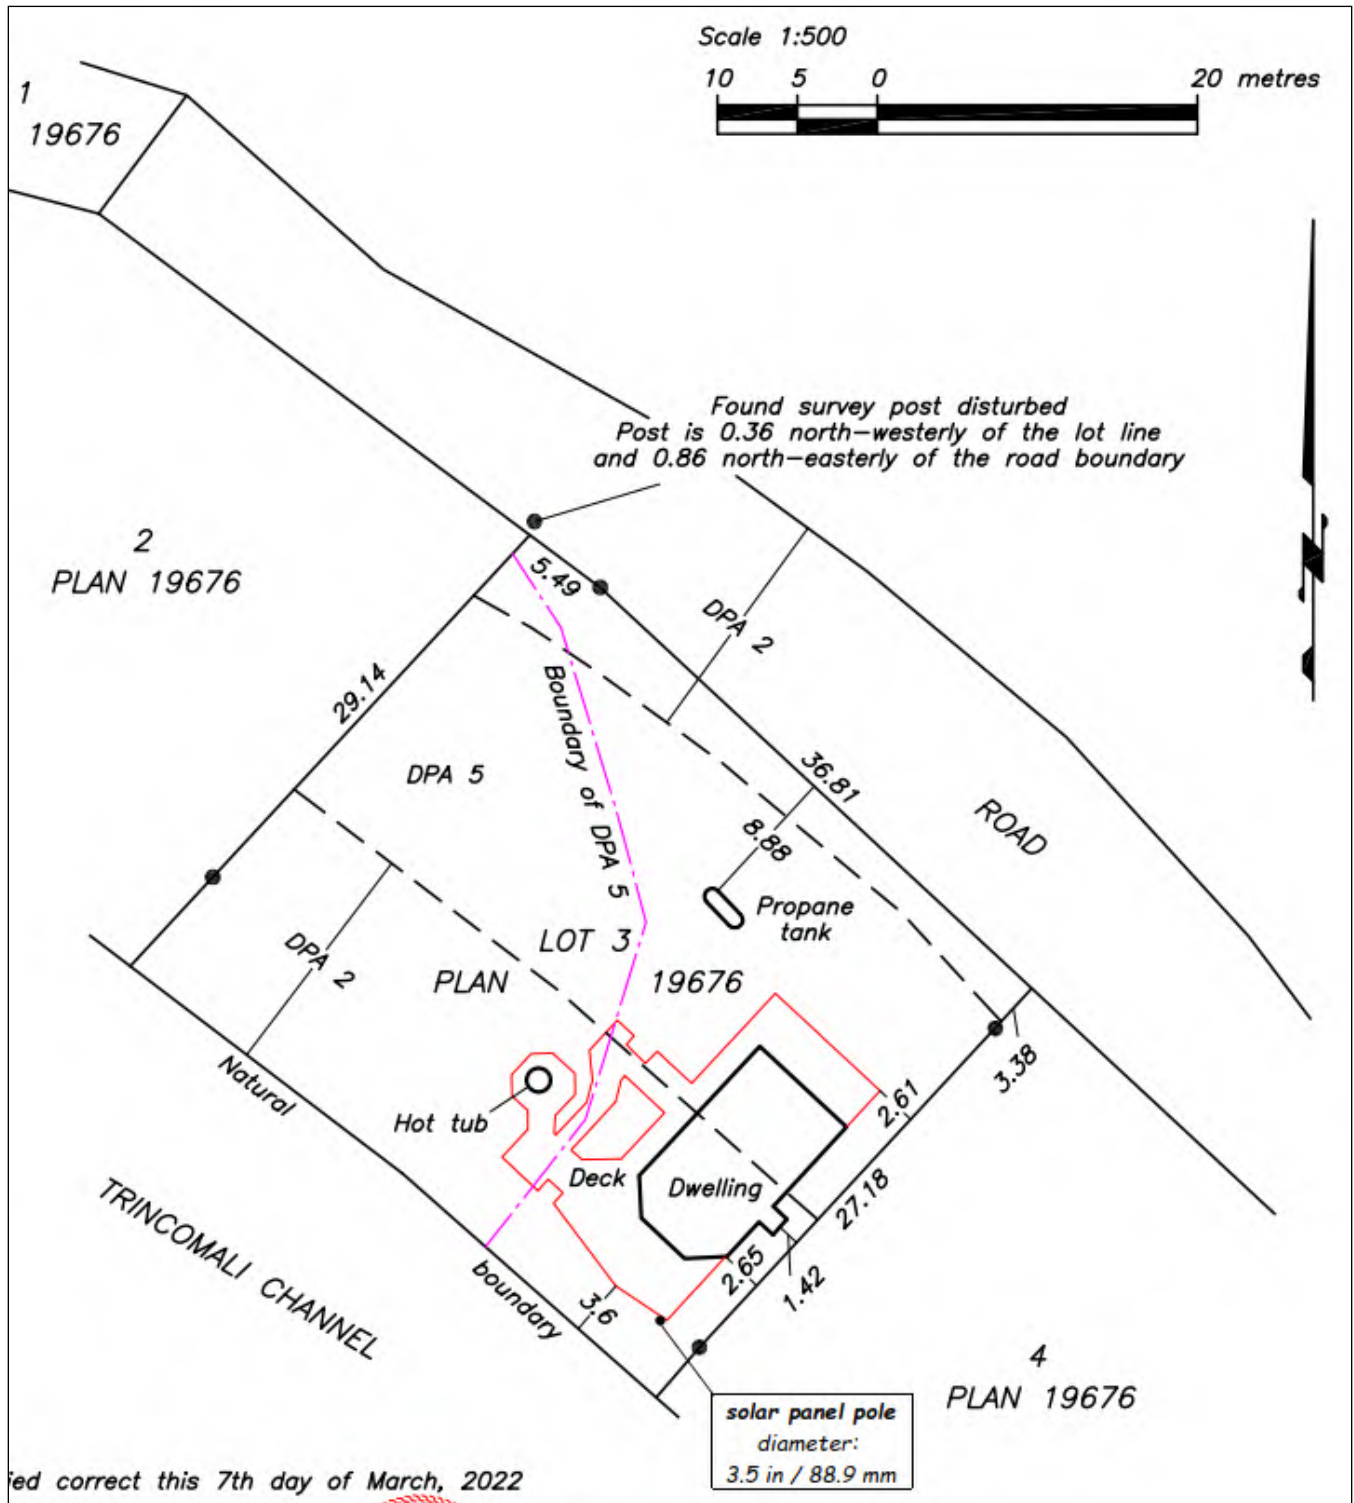 Scale 1:500
10 5 0 20 metres
1
19676
Found survey post disturbed
Post is 0.36 north-westerly of the lot line
and 0.86 north-easterly of the road boundary
2
PLAN 19676
5.49
DPA 2
29.14
Boundary of DPA 5
DPA 5
36.81
ROAD
8.88
Propane
tank
LOT 3
DPA 2
PLAN 19676
3.38
Natural
Hot tub
2.61
Deck
Dwelling
27.18
TRINCOMALI CHANNEL
2.65
1.42
boundary
3.6
4
PLAN 19676
solar panel pole
diameter:
3.5 in / 88.9 mm
ied correct this 7th day of March, 2022